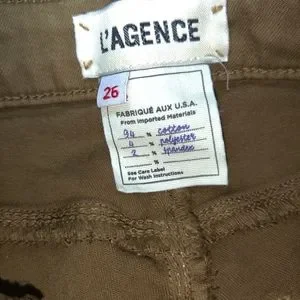 L'AGENCE
26
FABRIQUÉ AUX U.S.A.
From Imported Materials
94 % cotton
4 % polyester
2 % spandex
%
See Care Label
For Wash Instructions